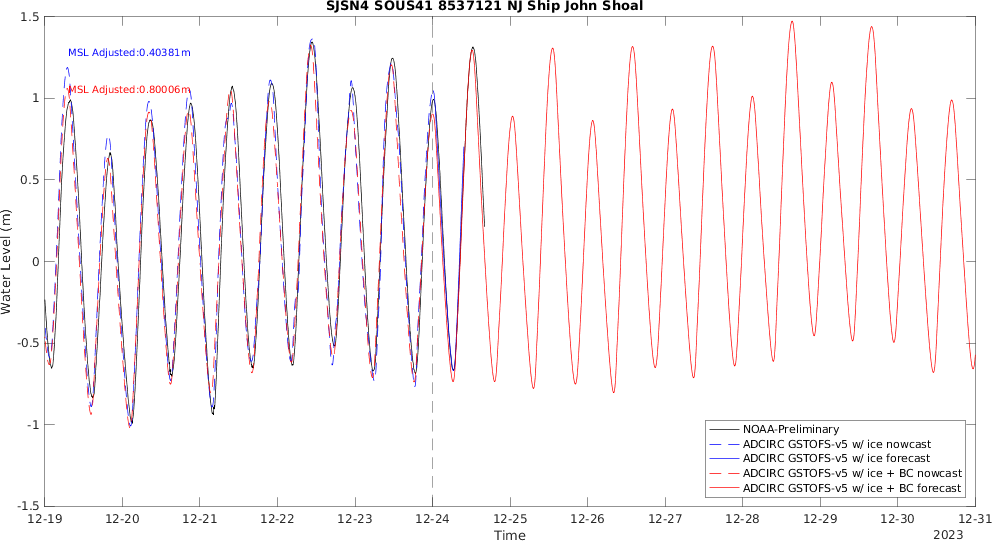 SJSN4 SOUS41 8537121 NJ Ship John Shoal
1.5
1
0.5
0
-0.5
-1
-1.5
Water Level (m)
MSL Adjusted:0.40381m
MSL Adjusted:0.80006m
NOAA-Preliminary
ADCIRC GSTOFS-v5 w/ ice nowcast
ADCIRC GSTOFS-v5 w/ ice forecast
ADCIRC GSTOFS-v5 w/ ice + BC nowcast
ADCIRC GSTOFS-v5 w/ ice + BC forecast
12-19 12-20 12-21 12-22 12-23 12-24 12-25 12-26 12-27 12-28 12-29 12-30 12-31
Time
2023